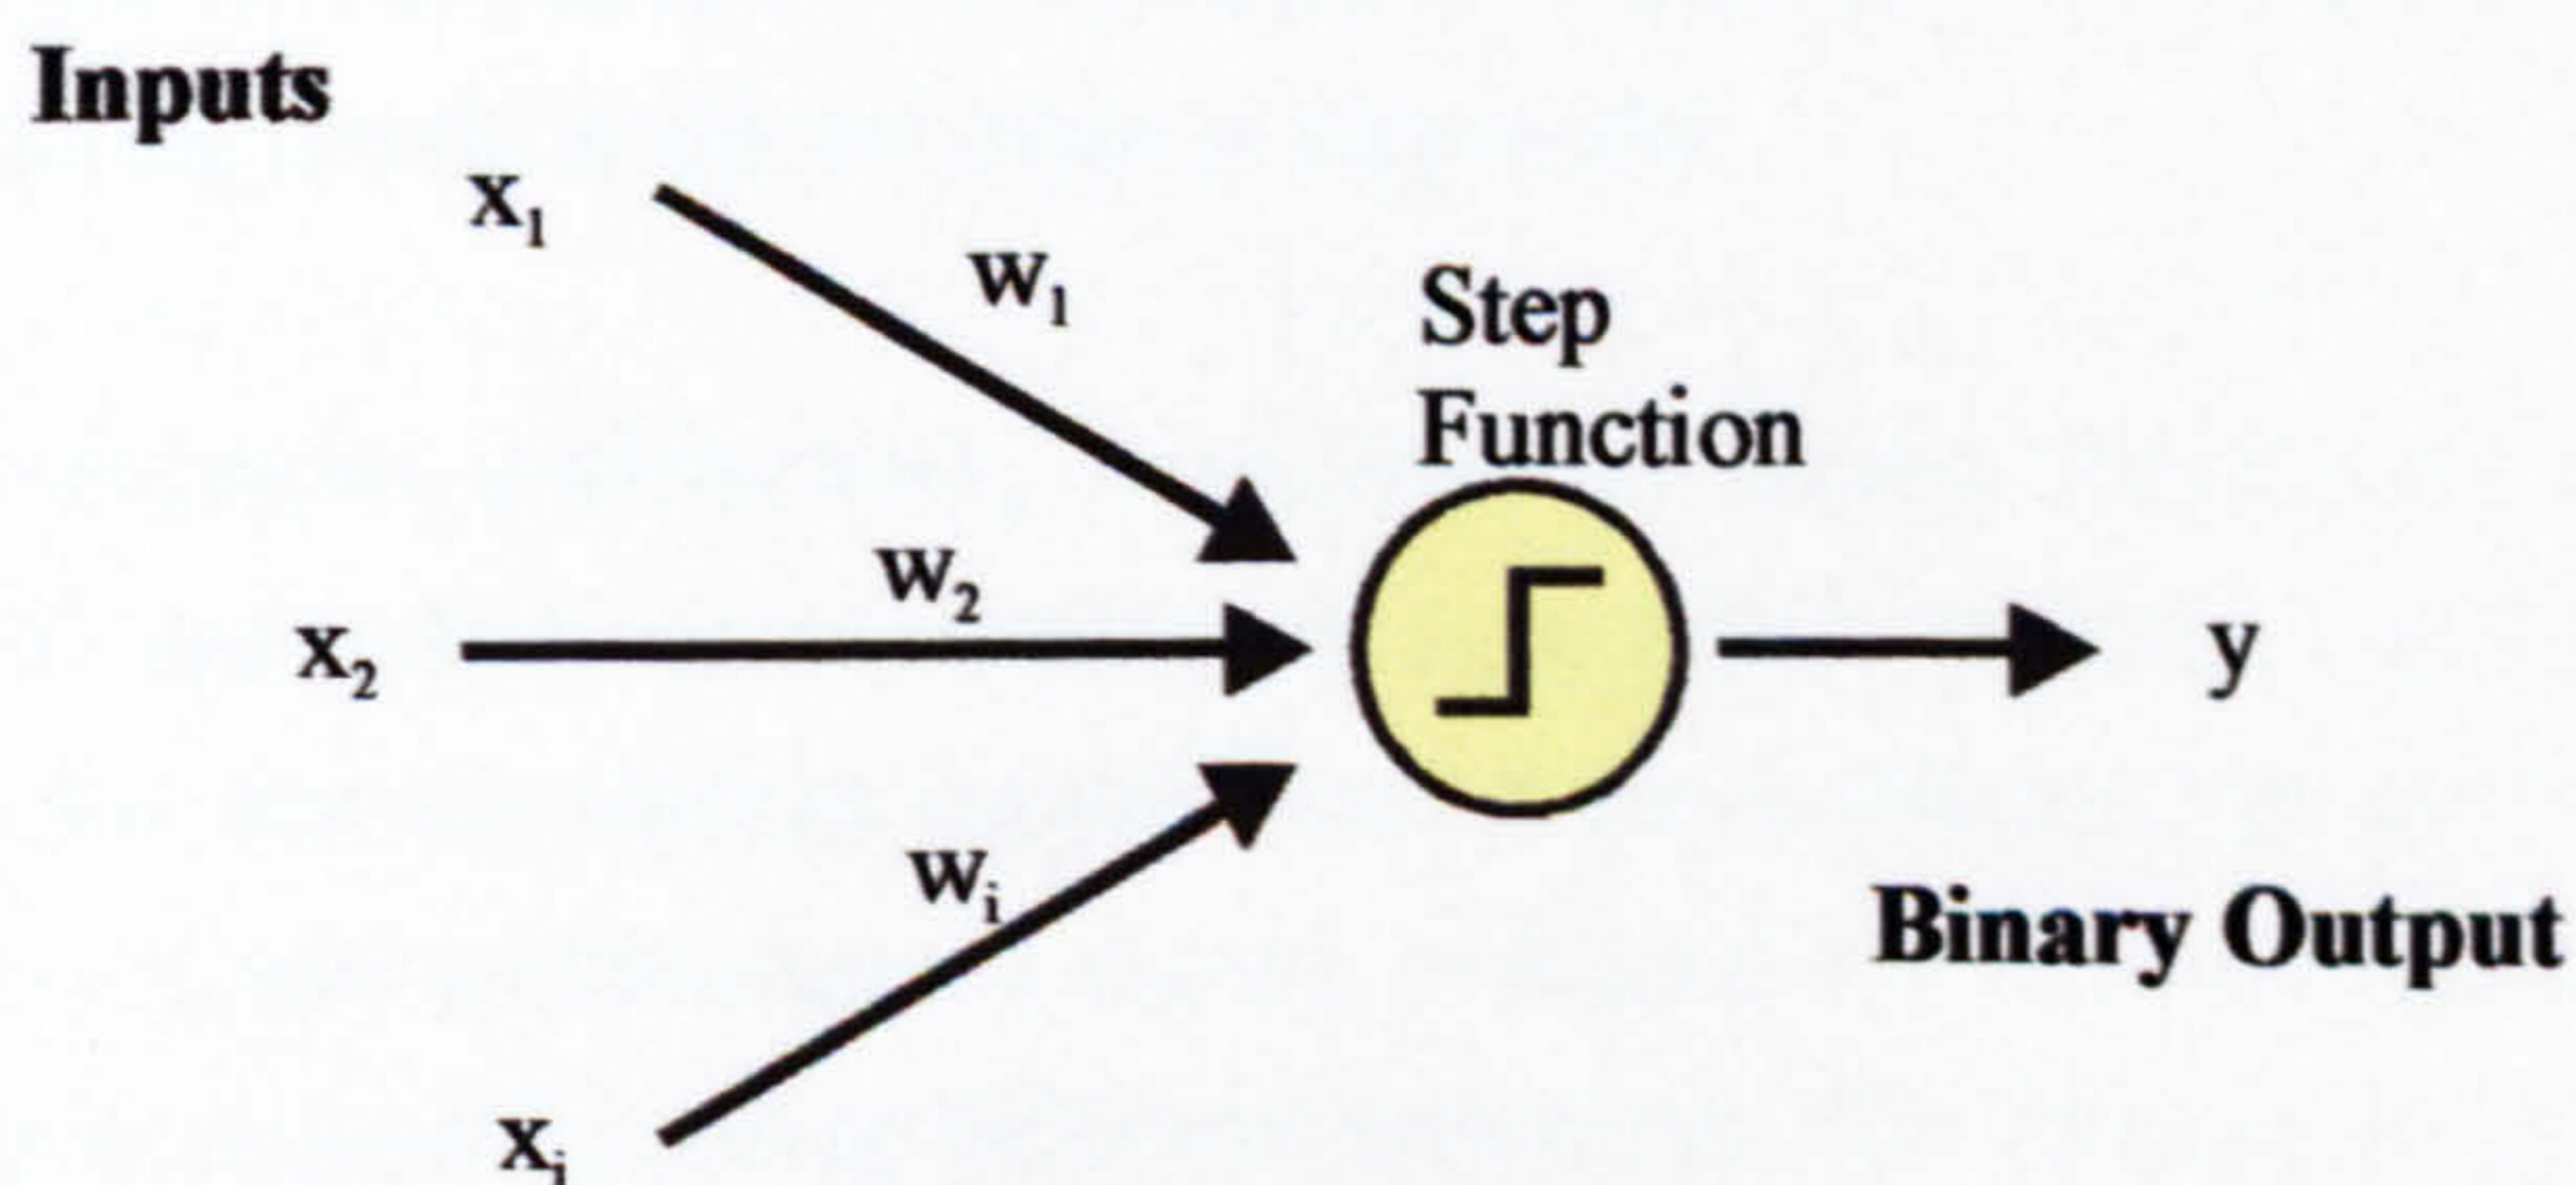 Inputs
x₁
w₁
Step
Function
w₂
x₂
y
wᵢ
Binary Output
xᵢ